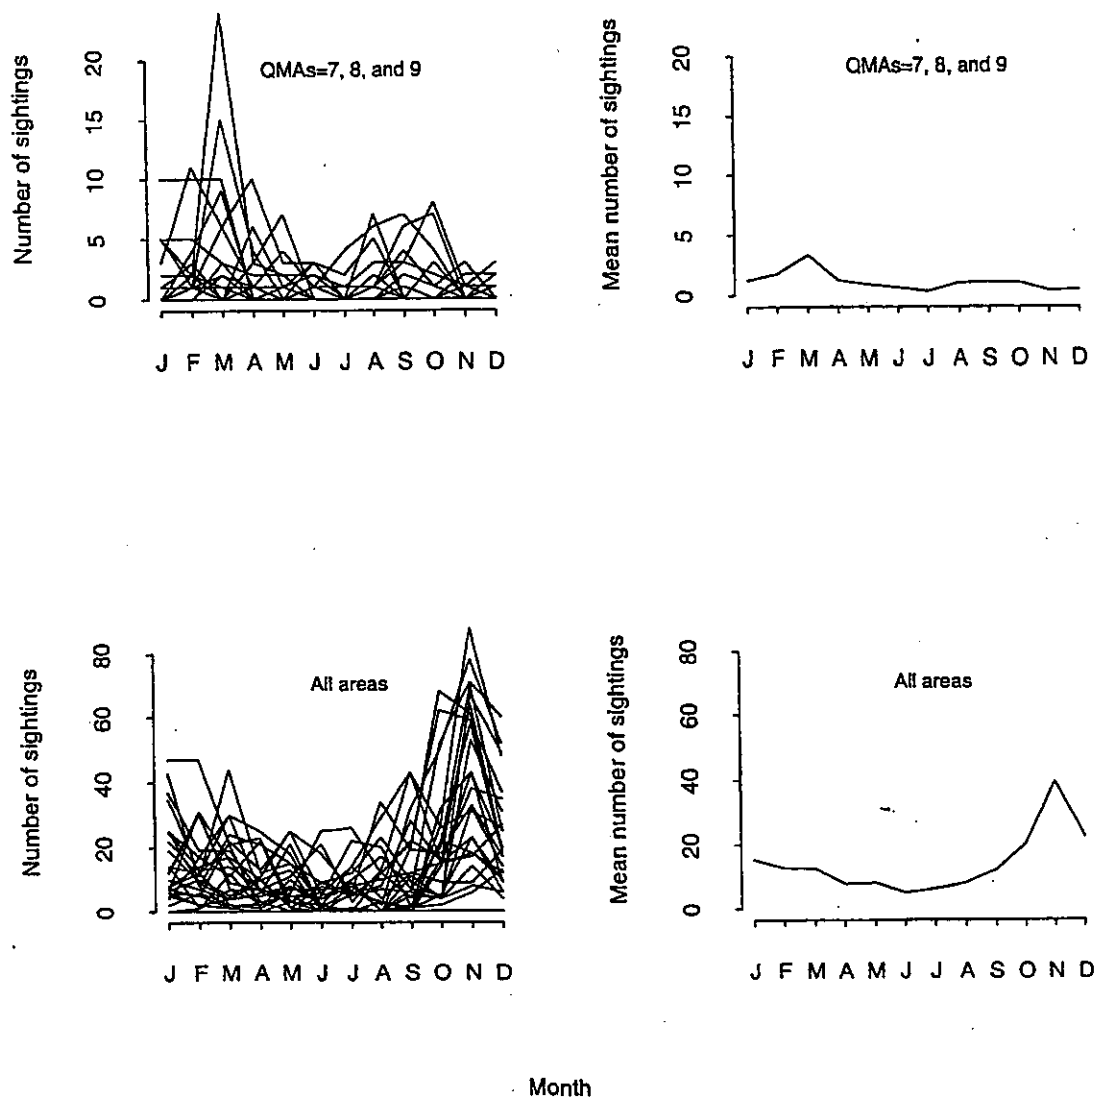 Number of sightings
20
15
10
5
0
QMAs=7, 8, and 9
J F M A M J J A S O N D
Mean number of sightings
20
15
10
5
0
QMAs=7, 8, and 9
J F M A M J J A S O N D
Number of sightings
80
60
40
20
0
All areas
J F M A M J J A S O N D
Mean number of sightings
80
60
40
20
0
All areas
J F M A M J J A S O N D
Month